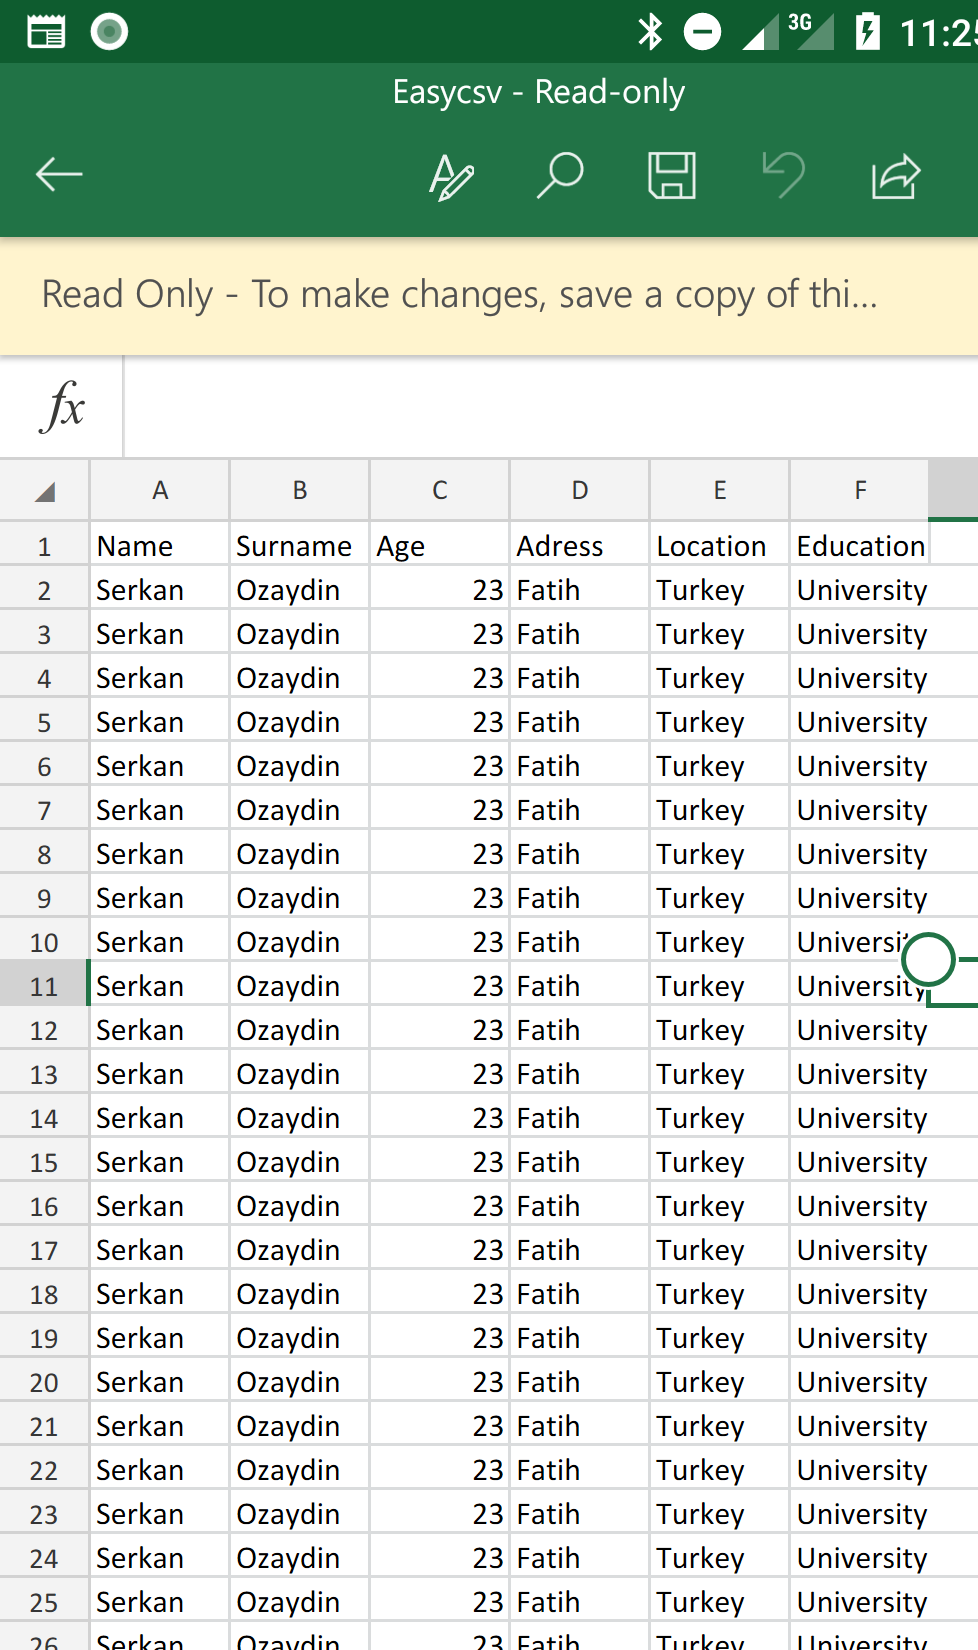 3G 11:25
Easycsv - Read-only
Read Only - To make changes, save a copy of thi...
fx
A B C D E F
1 Name Surname Age Adress Location Education
2 Serkan Ozaydin 23 Fatih Turkey University
3 Serkan Ozaydin 23 Fatih Turkey University
4 Serkan Ozaydin 23 Fatih Turkey University
5 Serkan Ozaydin 23 Fatih Turkey University
6 Serkan Ozaydin 23 Fatih Turkey University
7 Serkan Ozaydin 23 Fatih Turkey University
8 Serkan Ozaydin 23 Fatih Turkey University
9 Serkan Ozaydin 23 Fatih Turkey University
10 Serkan Ozaydin 23 Fatih Turkey University
11 Serkan Ozaydin 23 Fatih Turkey University
12 Serkan Ozaydin 23 Fatih Turkey University
13 Serkan Ozaydin 23 Fatih Turkey University
14 Serkan Ozaydin 23 Fatih Turkey University
15 Serkan Ozaydin 23 Fatih Turkey University
16 Serkan Ozaydin 23 Fatih Turkey University
17 Serkan Ozaydin 23 Fatih Turkey University
18 Serkan Ozaydin 23 Fatih Turkey University
19 Serkan Ozaydin 23 Fatih Turkey University
20 Serkan Ozaydin 23 Fatih Turkey University
21 Serkan Ozaydin 23 Fatih Turkey University
22 Serkan Ozaydin 23 Fatih Turkey University
23 Serkan Ozaydin 23 Fatih Turkey University
24 Serkan Ozaydin 23 Fatih Turkey University
25 Serkan Ozaydin 23 Fatih Turkey University
26 Serkan Ozaydin 23 Fatih Turkey University